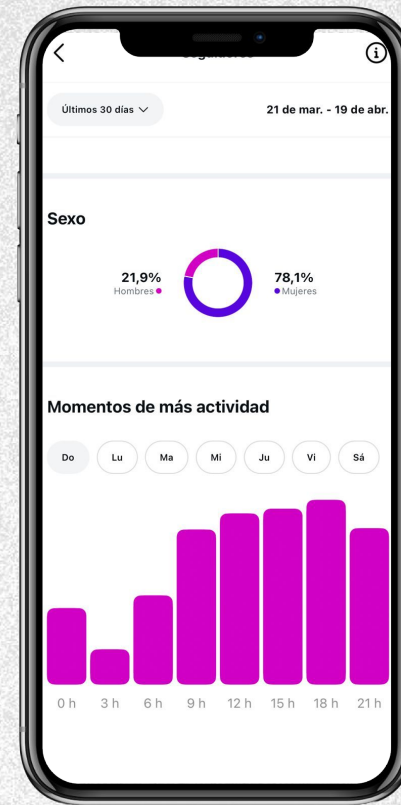 Últimos 30 días
21 de mar. - 19 de abr.
Sexo
21,9%
Hombres
78,1%
Mujeres
Momentos de más actividad
Do Lu Ma Mi Ju Vi Sá
0 h 3 h 6 h 9 h 12 h 15 h 18 h 21 h